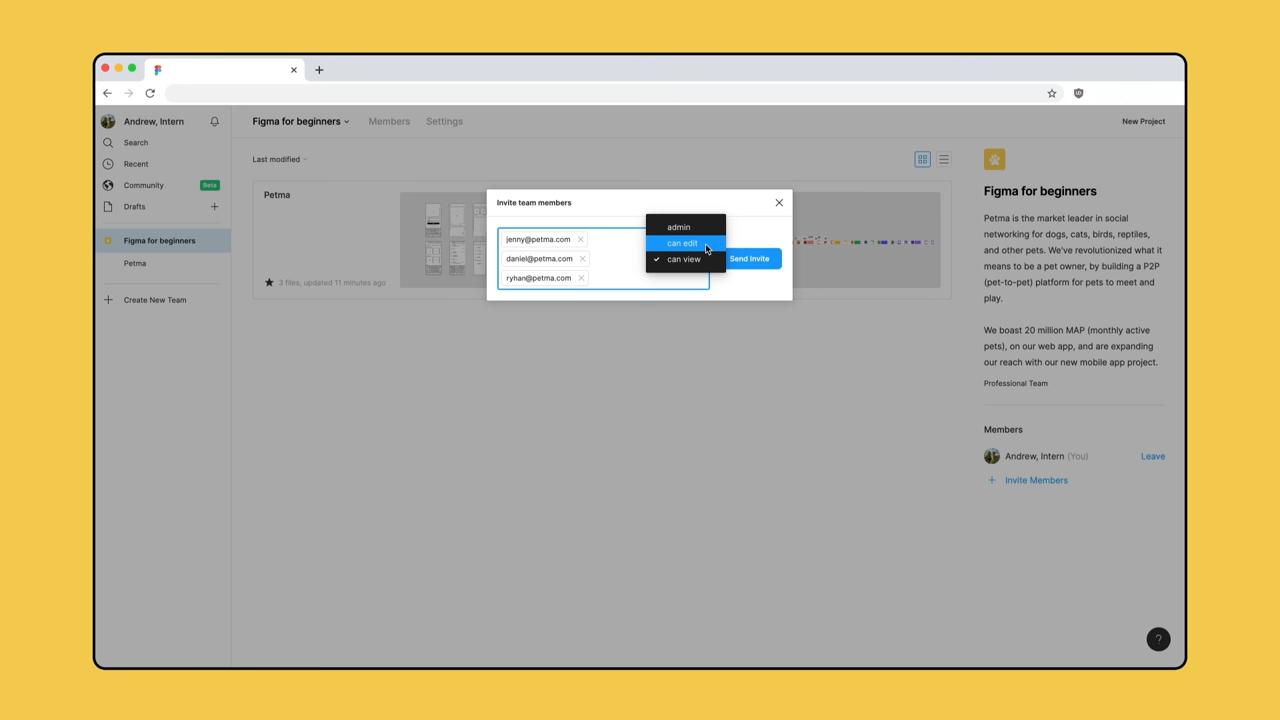 Andrew, Intern
Search
Recent
Community Beta
Drafts
Figma for beginners
Petma
Create New Team
Figma for beginners Members Settings New Project
Last modified
Petma
3 files, updated 11 minutes ago
Invite team members
jenny@petma.com
daniel@petma.com
ryhan@petma.com
admin
can edit
can view
Send Invite
Figma for beginners
Petma is the market leader in social
networking for dogs, cats, birds, reptiles,
and other pets. We've revolutionized what it
means to be a pet owner, by building a P2P
(pet-to-pet) platform for pets to meet and
play.
We boast 20 million MAP (monthly active
pets), on our web app, and are expanding
our reach with our new mobile app project.
Professional Team
Members
Andrew, Intern (You) Leave
Invite Members
?